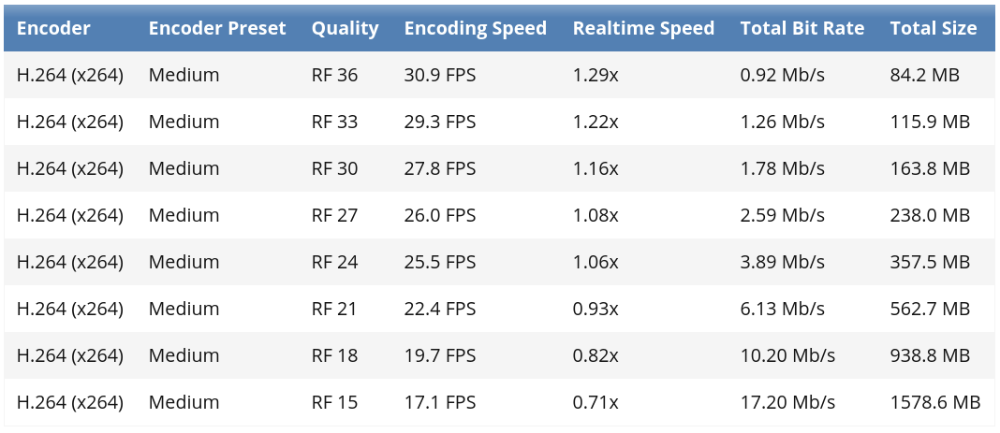 Encoder Encoder Preset Quality Encoding Speed Realtime Speed Total Bit Rate Total Size
H.264 (x264) Medium RF 36 30.9 FPS 1.29x 0.92 Mb/s 84.2 MB
H.264 (x264) Medium RF 33 29.3 FPS 1.22x 1.26 Mb/s 115.9 MB
H.264 (x264) Medium RF 30 27.8 FPS 1.16x 1.78 Mb/s 163.8 MB
H.264 (x264) Medium RF 27 26.0 FPS 1.08x 2.59 Mb/s 238.0 MB
H.264 (x264) Medium RF 24 25.5 FPS 1.06x 3.89 Mb/s 357.5 MB
H.264 (x264) Medium RF 21 22.4 FPS 0.93x 6.13 Mb/s 562.7 MB
H.264 (x264) Medium RF 18 19.7 FPS 0.82x 10.20 Mb/s 938.8 MB
H.264 (x264) Medium RF 15 17.1 FPS 0.71x 17.20 Mb/s 1578.6 MB